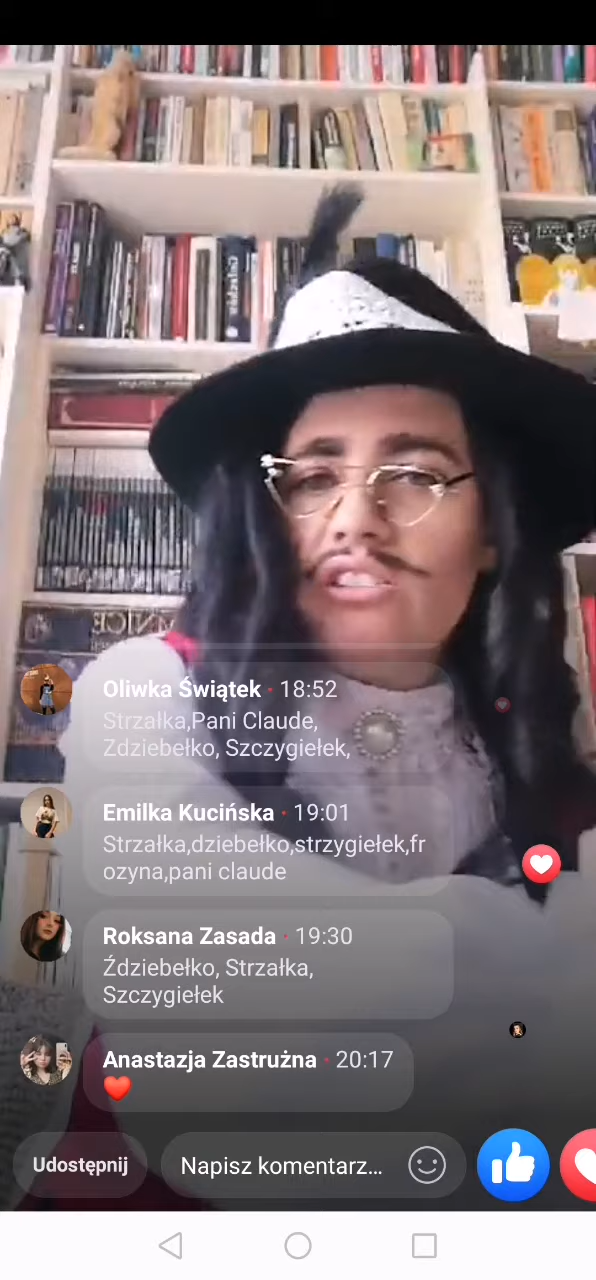 Oliwka Świątek · 18:52
Strzałka,Pani Claude,
Zdziebełko, Szczygiełek,
Emilka Kucińska · 19:01
Strzałka,dziebełko,strzygiełek,fr
ozyna,pani claude
Roksana Zasada · 19:30
Ździebełko, Strzałka,
Szczygiełek
Anastazja Zastrużna · 20:17
Udostępnij
Napisz komentarz...